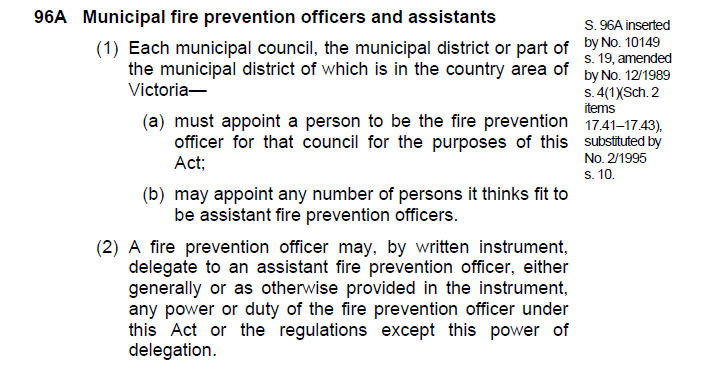 96A Municipal fire prevention officers and assistants
(1) Each municipal council, the municipal district or part of
the municipal district of which is in the country area of
Victoria—
(a) must appoint a person to be the fire prevention
officer for that council for the purposes of this
Act;
(b) may appoint any number of persons it thinks fit to
be assistant fire prevention officers.
(2) A fire prevention officer may, by written instrument,
delegate to an assistant fire prevention officer, either
generally or as otherwise provided in the instrument,
any power or duty of the fire prevention officer under
this Act or the regulations except this power of
delegation.
S. 96A inserted
by No. 10149
s. 19, amended
by No. 12/1989
s. 4(1)(Sch. 2
items
17.41–17.43),
substituted by
No. 2/1995
s. 10.